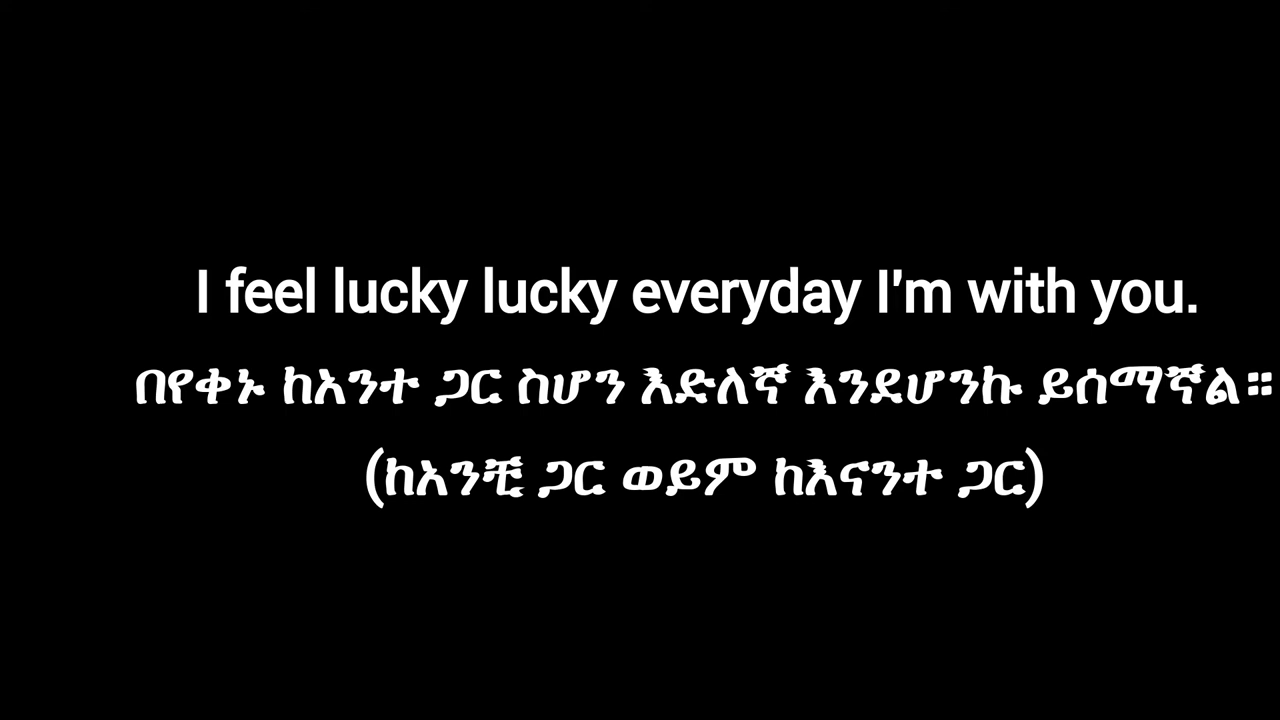 I feel lucky lucky everyday I'm with you.
በየቀኑ ከአንተ ጋር ስሆን እድለኛ እንደሆንኩ ይሰማኛል።
(ከአንቺ ጋር ወይም ከእናንተ ጋር)